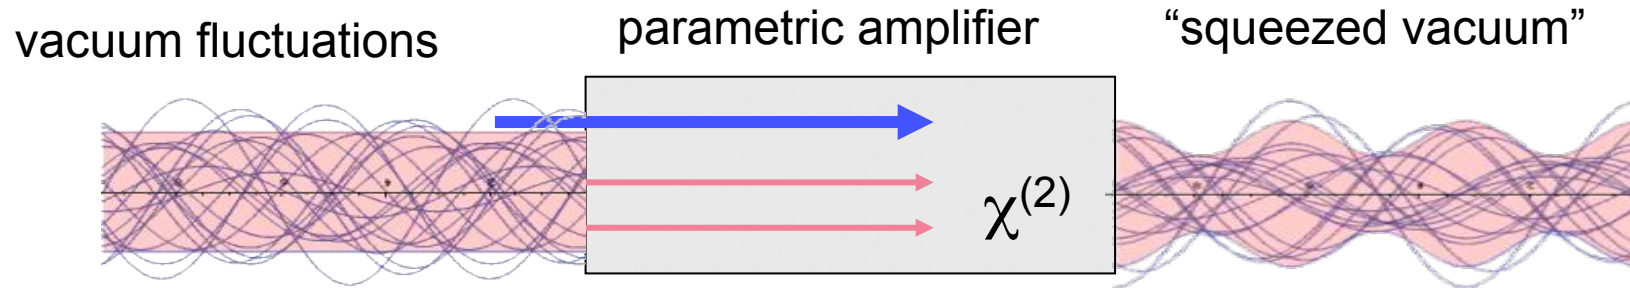 vacuum fluctuations
parametric amplifier
“squeezed vacuum”
χ(2)